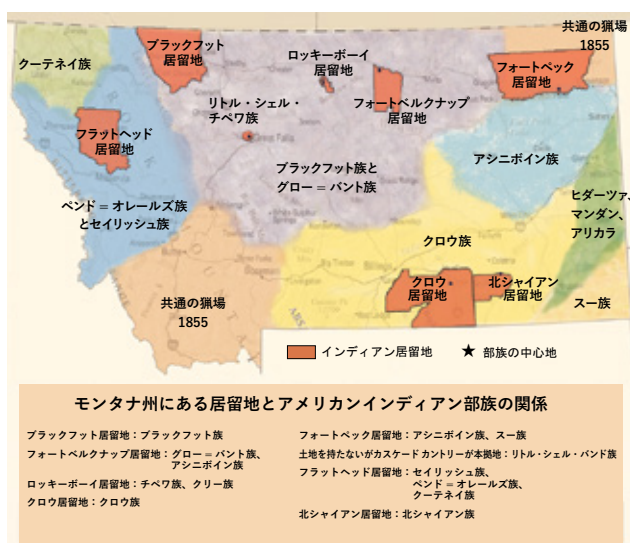 共通の猟場
1855
ブラックフット
居留地
クーテネイ族
ロッキーボーイ
居留地
フォートペック
居留地
リトル・シェル・
チペワ族
フォートベルクナップ
居留地
フラットヘッド
居留地
Great Falls
アシニボイン族
ブラックフット族と
グロー＝バント族
ヒダーツァ、
マンダン、
アリカラ
ペンド＝オレールズ族
とセイリッシュ族
クロウ族
クロウ
居留地
北シャイアン
居留地
共通の猟場
1855
スー族
インディアン居留地
★ 部族の中心地
モンタナ州にある居留地とアメリカンインディアン部族の関係
ブラックフット居留地：ブラックフット族
フォートベルクナップ居留地：グロー＝バント族、
アシニボイン族
ロッキーボーイ居留地：チペワ族、クリー族
クロウ居留地：クロウ族
フォートペック居留地：アシニボイン族、スー族
土地を持たないがカスケード カントリーが本拠地：リトル・シェル・バンド族
フラットヘッド居留地：セイリッシュ族、
ペンド＝オレールズ族、
クーテネイ族
北シャイアン居留地：北シャイアン族